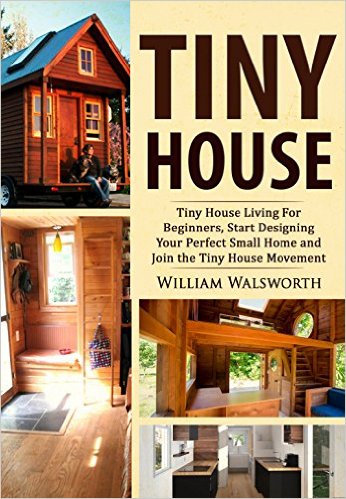 TINY
HOUSE
Tiny House Living For
Beginners, Start Designing
Your Perfect Small Home and
Join the Tiny House Movement
WILLIAM WALSWORTH